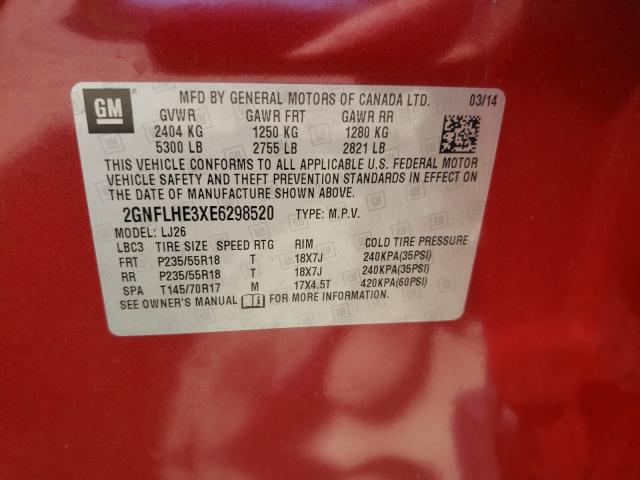 GM
MFD BY GENERAL MOTORS OF CANADA LTD. 03/14
GVWR GAWR FRT GAWR RR
2404 KG 1250 KG 1280 KG
5300 LB 2755 LB 2821 LB
THIS VEHICLE CONFORMS TO ALL APPLICABLE U.S. FEDERAL MOTOR
VEHICLE SAFETY AND THEFT PREVENTION STANDARDS IN EFFECT ON
THE DATE OF MANUFACTURE SHOWN ABOVE.
2GNFLHE3XE6298520 TYPE: M.P.V.
MODEL: LJ26
LBC3 TIRE SIZE SPEED RTG RIM COLD TIRE PRESSURE
FRT P235/55R18 T 18X7J 240KPA(35PSI)
RR P235/55R18 T 18X7J 240KPA(35PSI)
SPA T145/70R17 M 17X4.5T 420KPA(60PSI)
SEE OWNER'S MANUAL FOR MORE INFORMATION.